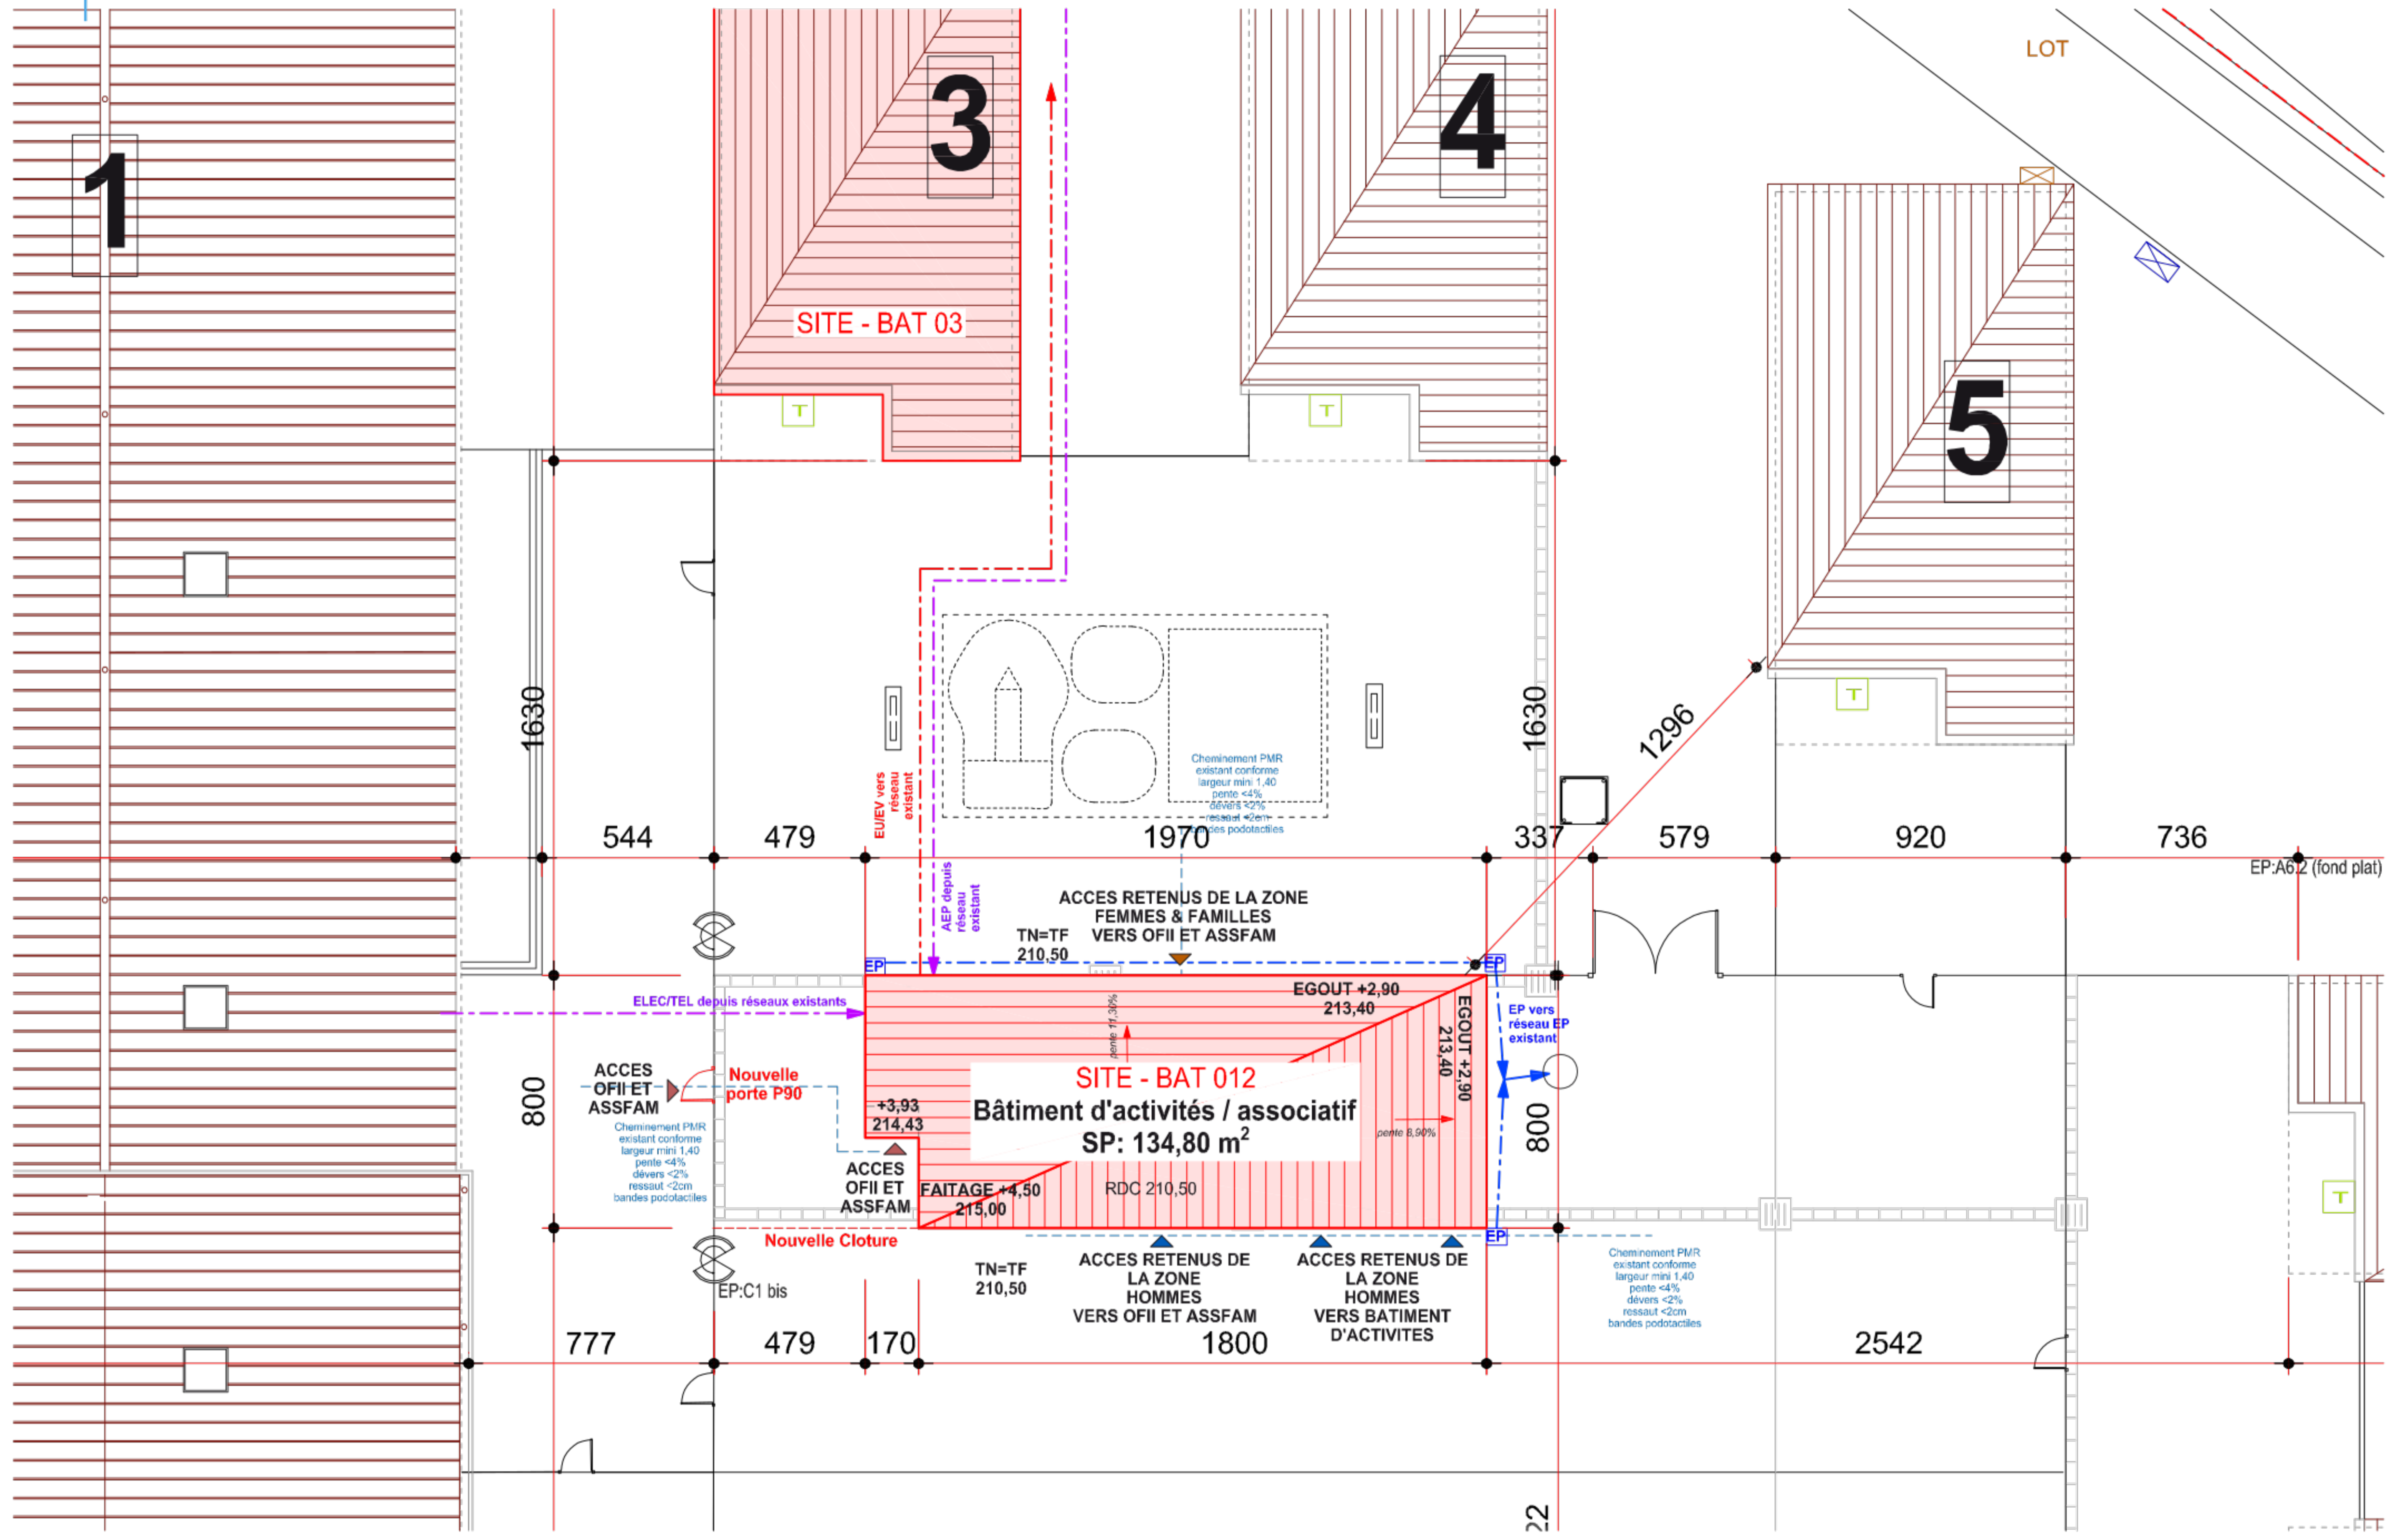 LOT
1
3
4
5
SITE - BAT 03
T
T
T
1630
1630
1296
Cheminement PMR
existant conforme
largeur mini 1,40
pente <4%
dévers <2%
ressaut <2cm
bandes podotactiles
EU/EV vers
réseau
existant
544
479
1970
337
579
920
736
EP:A6.2 (fond plat)
AEP depuis
réseau
existant
ACCES RETENUS DE LA ZONE
FEMMES & FAMILLES
VERS OFII ET ASSFAM
TN=TF
210,50
EP
EP
ELEC/TEL depuis réseaux existants
EGOUT +2,90
213,40
EGOUT +2,90
213,40
pente 11,30%
EP vers
réseau EP
existant
ACCES
OFII ET
ASSFAM
Nouvelle
porte P90
SITE - BAT 012
Bâtiment d'activités / associatif
SP: 134,80 m²
800
800
+3,93
214,43
pente 8,90%
Cheminement PMR
existant conforme
largeur mini 1,40
pente <4%
dévers <2%
ressaut <2cm
bandes podotactiles
ACCES
OFII ET
ASSFAM
FAITAGE +4,50
215,00
RDC 210,50
T
Nouvelle Cloture
EP
EP:C1 bis
TN=TF
210,50
ACCES RETENUS DE
LA ZONE
HOMMES
VERS OFII ET ASSFAM
ACCES RETENUS DE
LA ZONE
HOMMES
VERS BATIMENT
D'ACTIVITES
Cheminement PMR
existant conforme
largeur mini 1,40
pente <4%
dévers <2%
ressaut <2cm
bandes podotactiles
777
479
170
1800
2542
22